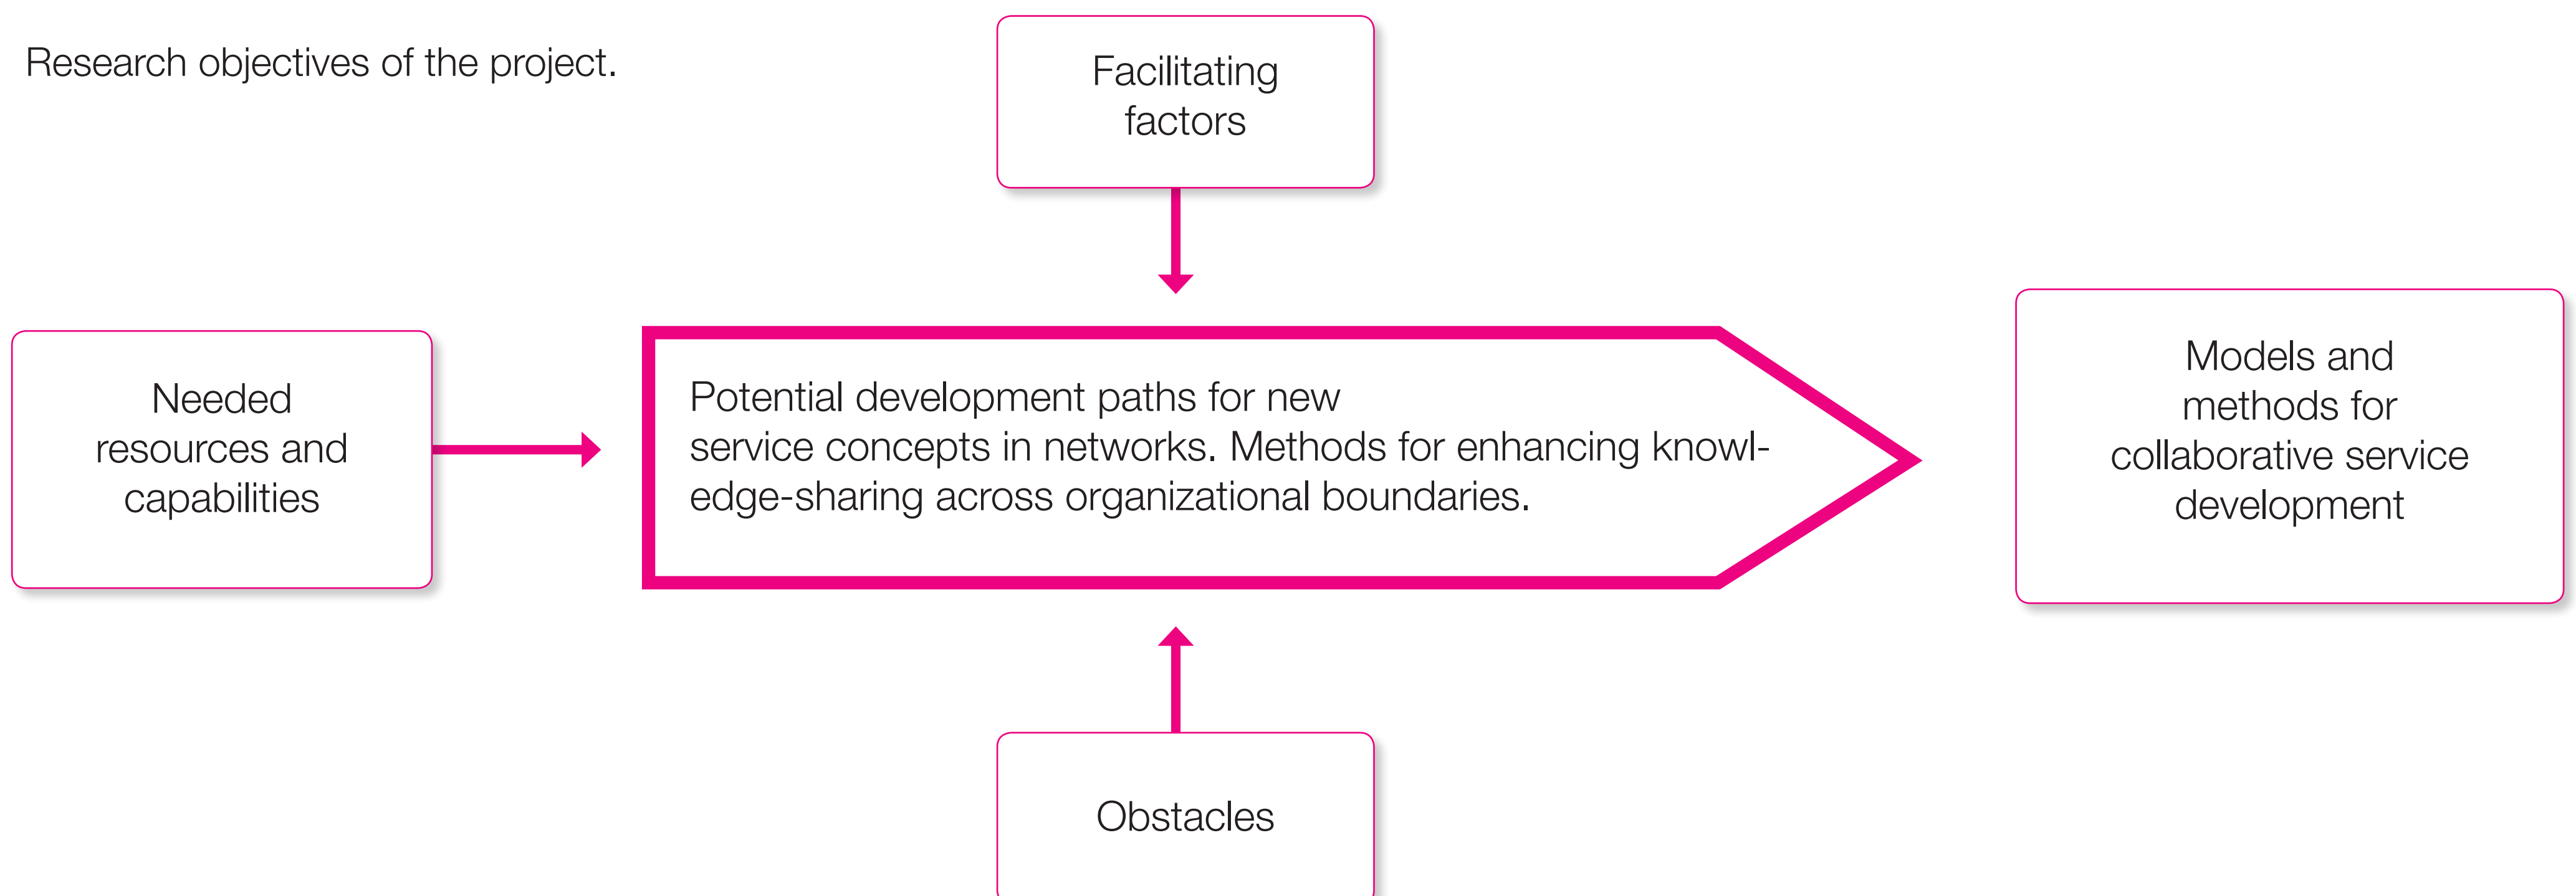 Research objectives of the project.
Facilitating
factors
Needed
resources and
capabilities
Potential development paths for new
service concepts in networks. Methods for enhancing knowl-
edge-sharing across organizational boundaries.
Models and
methods for
collaborative service
development
Obstacles